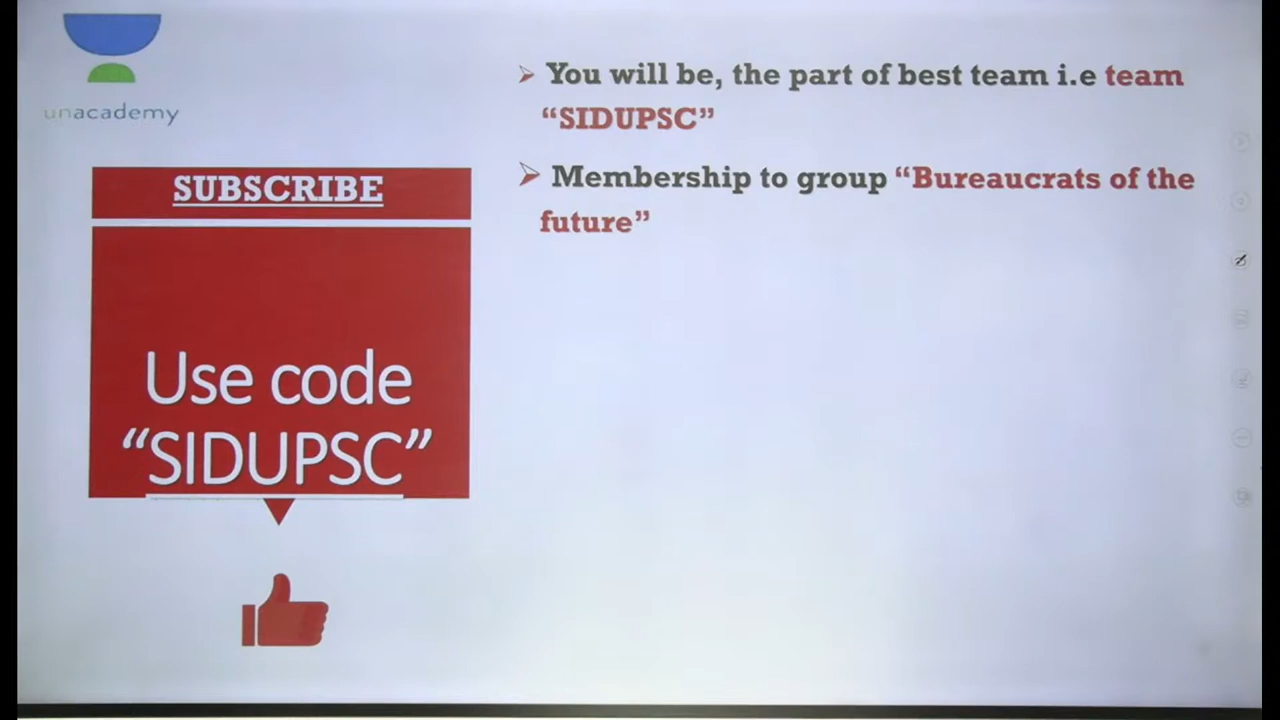 unacademy
SUBSCRIBE
Use code
“SIDUPSC”
➢ You will be, the part of best team i.e team
“SIDUPSC”
➢ Membership to group “Bureaucrats of the
future”